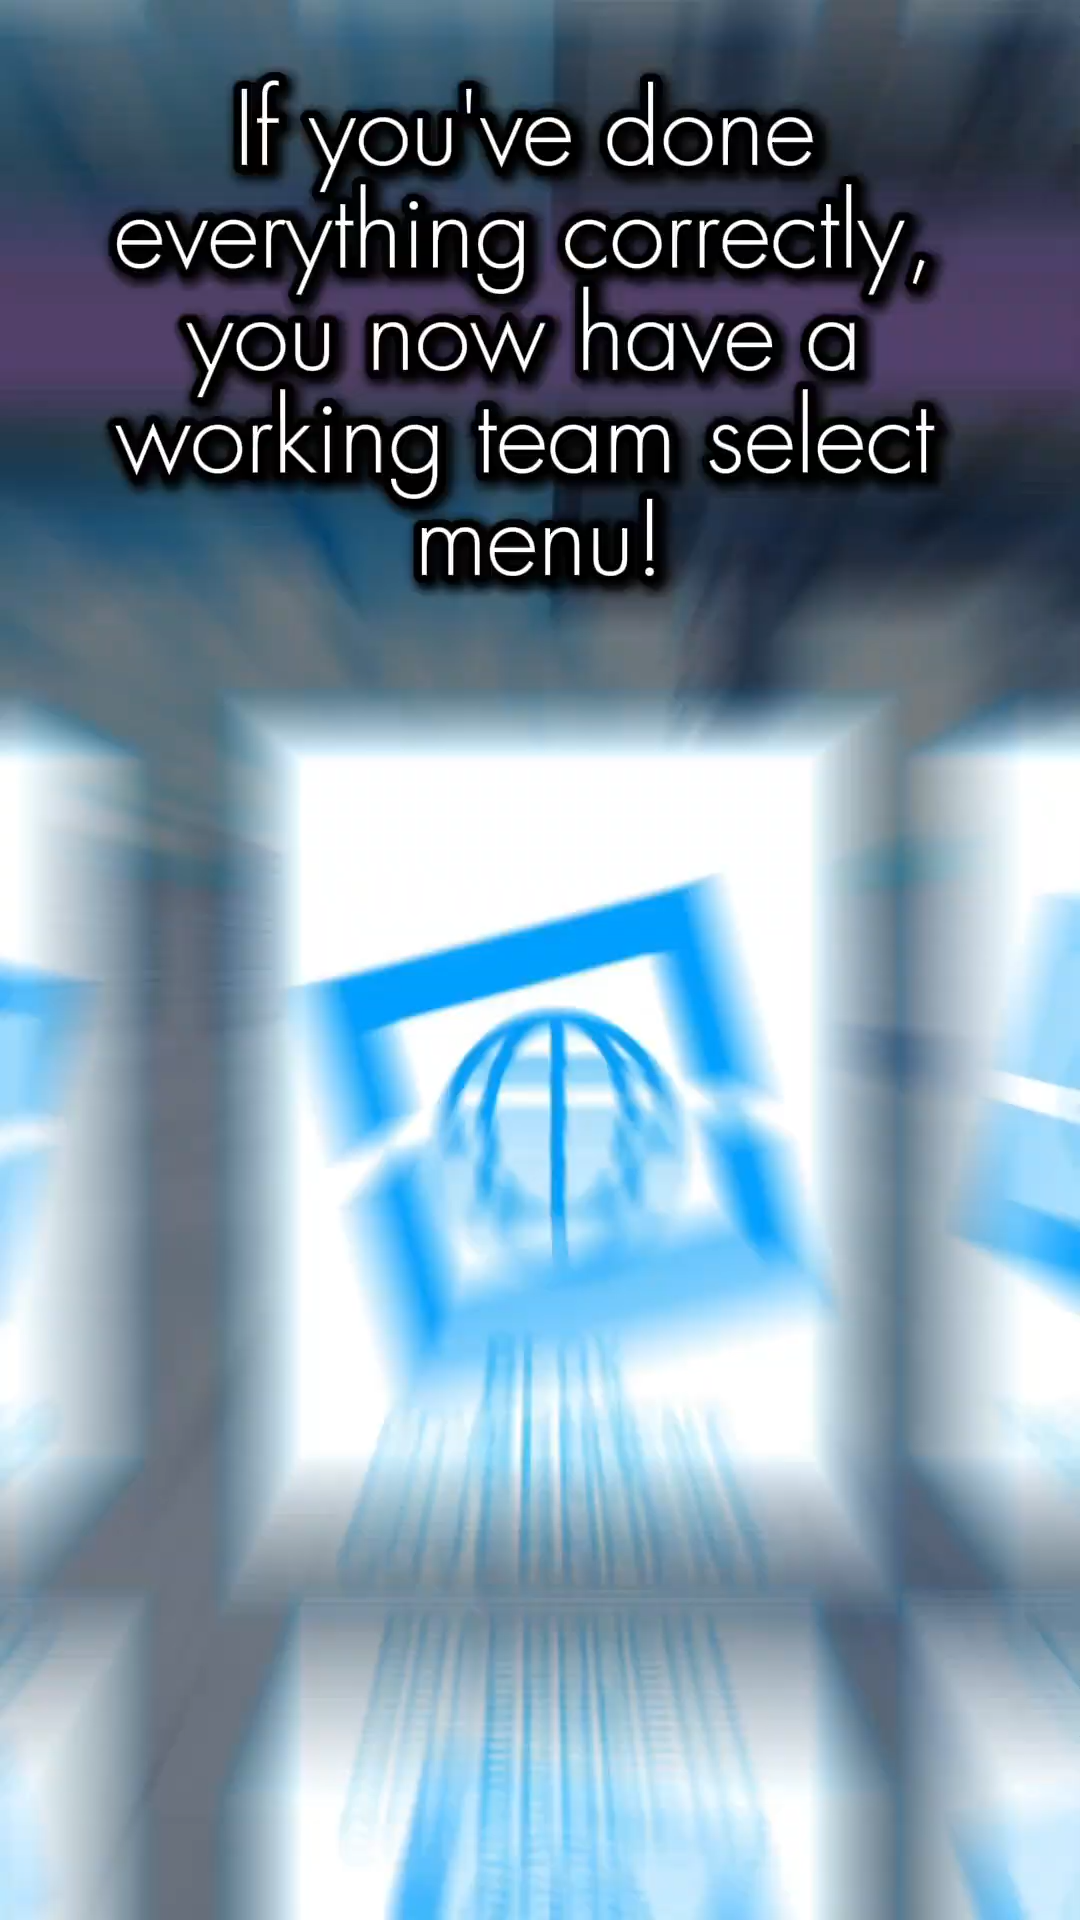 If you've done
everything correctly,
you now have a
working team select
menu!